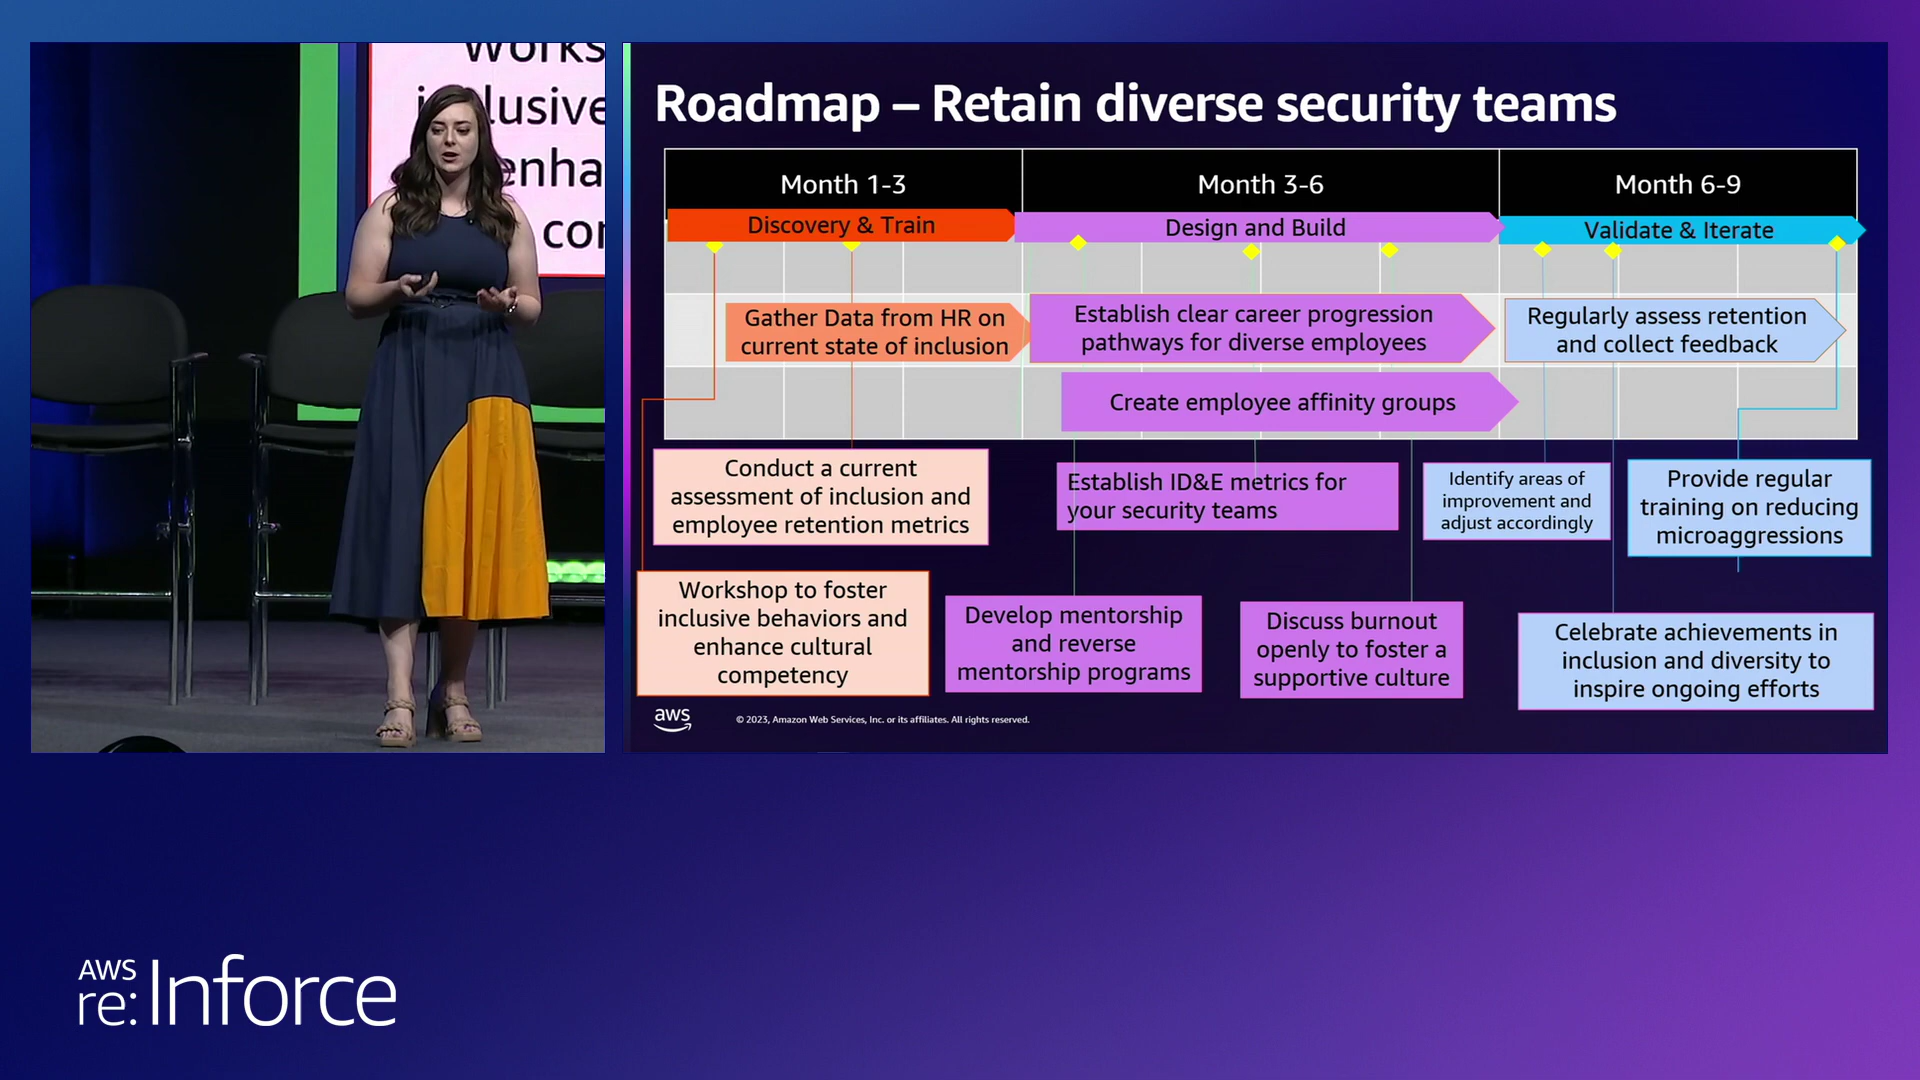 Works
inclusive
enha
con
Roadmap – Retain diverse security teams
Month 1-3
Month 3-6
Month 6-9
Discovery & Train
Design and Build
Validate & Iterate
Gather Data from HR on
current state of inclusion
Establish clear career progression
pathways for diverse employees
Regularly assess retention
and collect feedback
Create employee affinity groups
Conduct a current
assessment of inclusion and
employee retention metrics
Establish ID&E metrics for
your security teams
Identify areas of
improvement and
adjust accordingly
Provide regular
training on reducing
microaggressions
Workshop to foster
inclusive behaviors and
enhance cultural
competency
Develop mentorship
and reverse
mentorship programs
Discuss burnout
openly to foster a
supportive culture
Celebrate achievements in
inclusion and diversity to
inspire ongoing efforts
aws
© 2023, Amazon Web Services, Inc. or its affiliates. All rights reserved.
AWS
re:Inforce